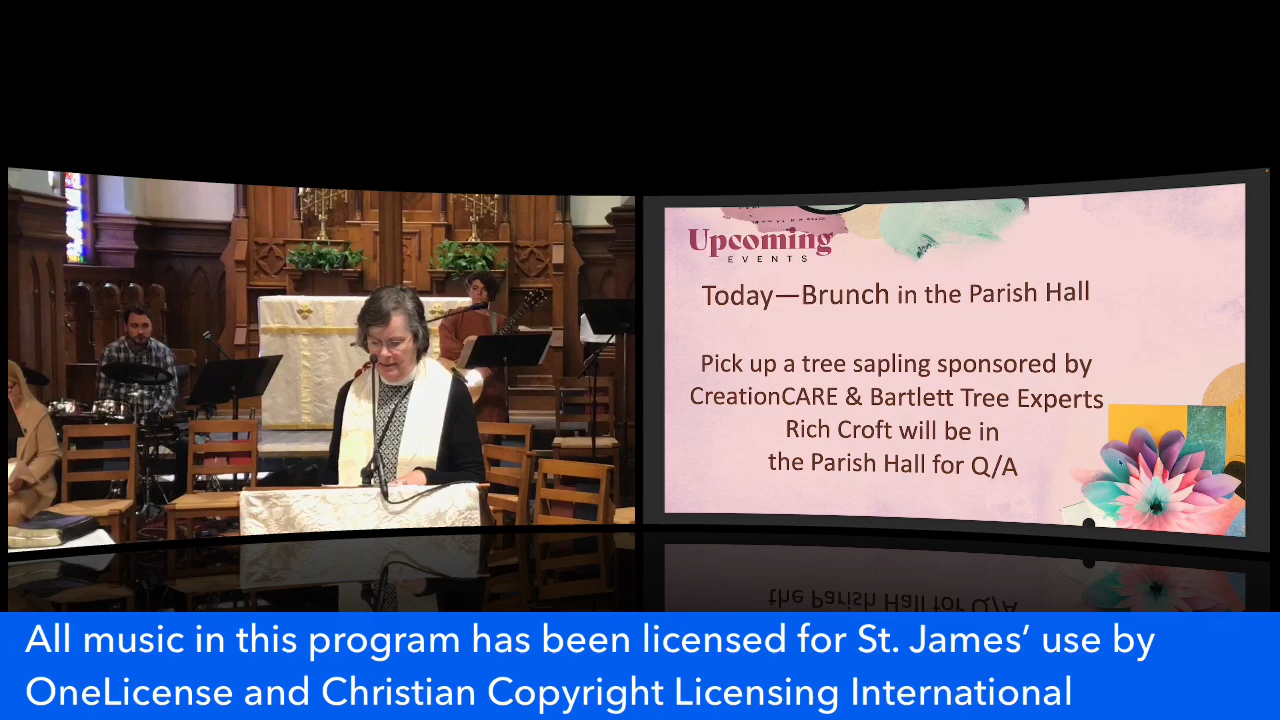 Upcoming
EVENTS
Today—Brunch in the Parish Hall
Pick up a tree sapling sponsored by
CreationCARE & Bartlett Tree Experts
Rich Croft will be in
the Parish Hall for Q/A
All music in this program has been licensed for St. James’ use by
OneLicense and Christian Copyright Licensing International